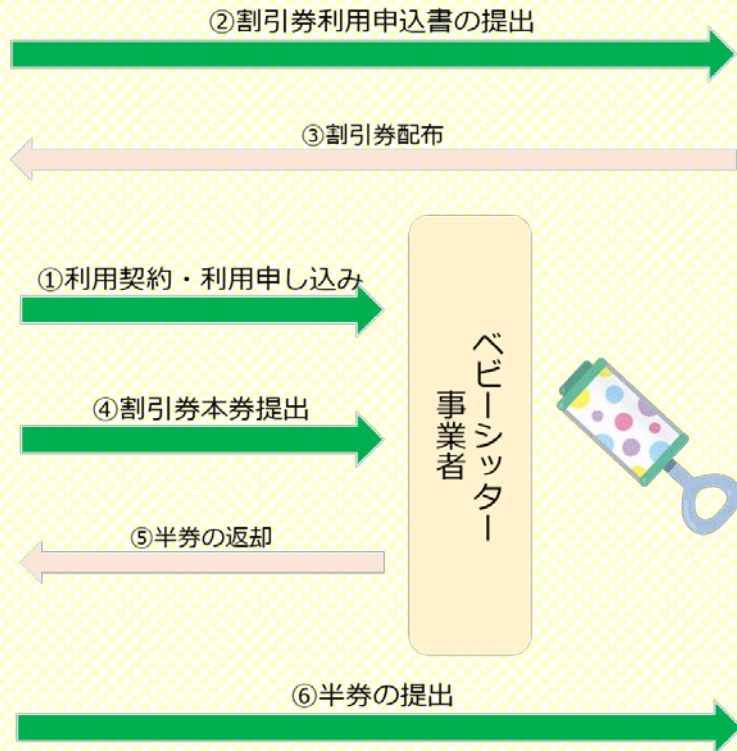 ②割引券利用申込書の提出
③割引券配布
①利用契約・利用申し込み
④割引券本券提出
⑤半券の返却
ベビーシッター
事業者
⑥半券の提出